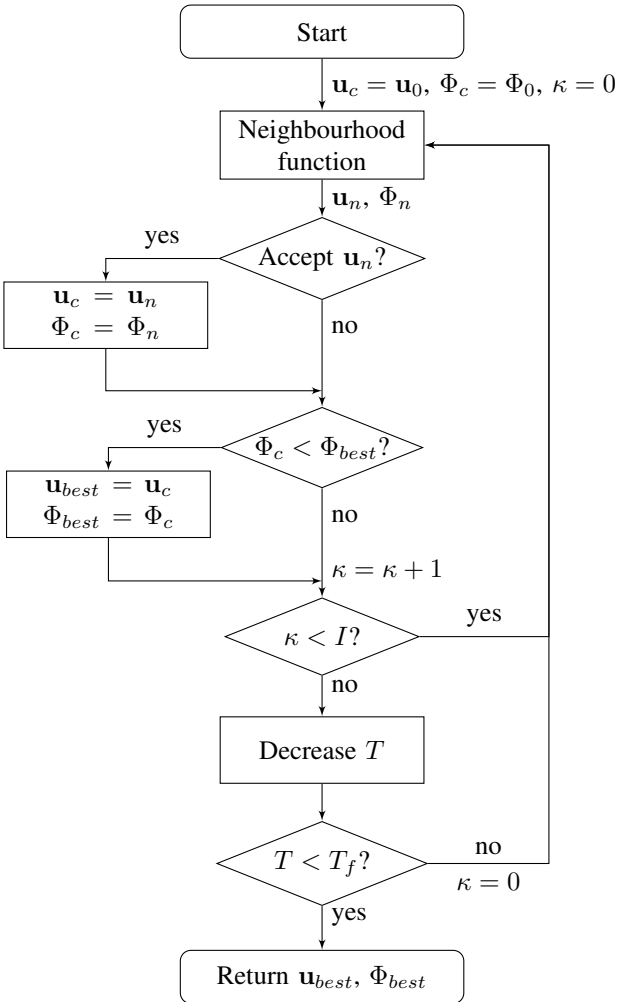 Start
u_c = u_0, Φ_c = Φ_0, κ = 0
Neighbourhood
function
u_n, Φ_n
yes
Accept u_n?
u_c = u_n
Φ_c = Φ_n
no
yes
Φ_c < Φ_best?
u_best = u_c
Φ_best = Φ_c
no
κ = κ + 1
κ < I?
yes
no
Decrease T
T < T_f?
no
κ = 0
yes
Return u_best, Φ_best